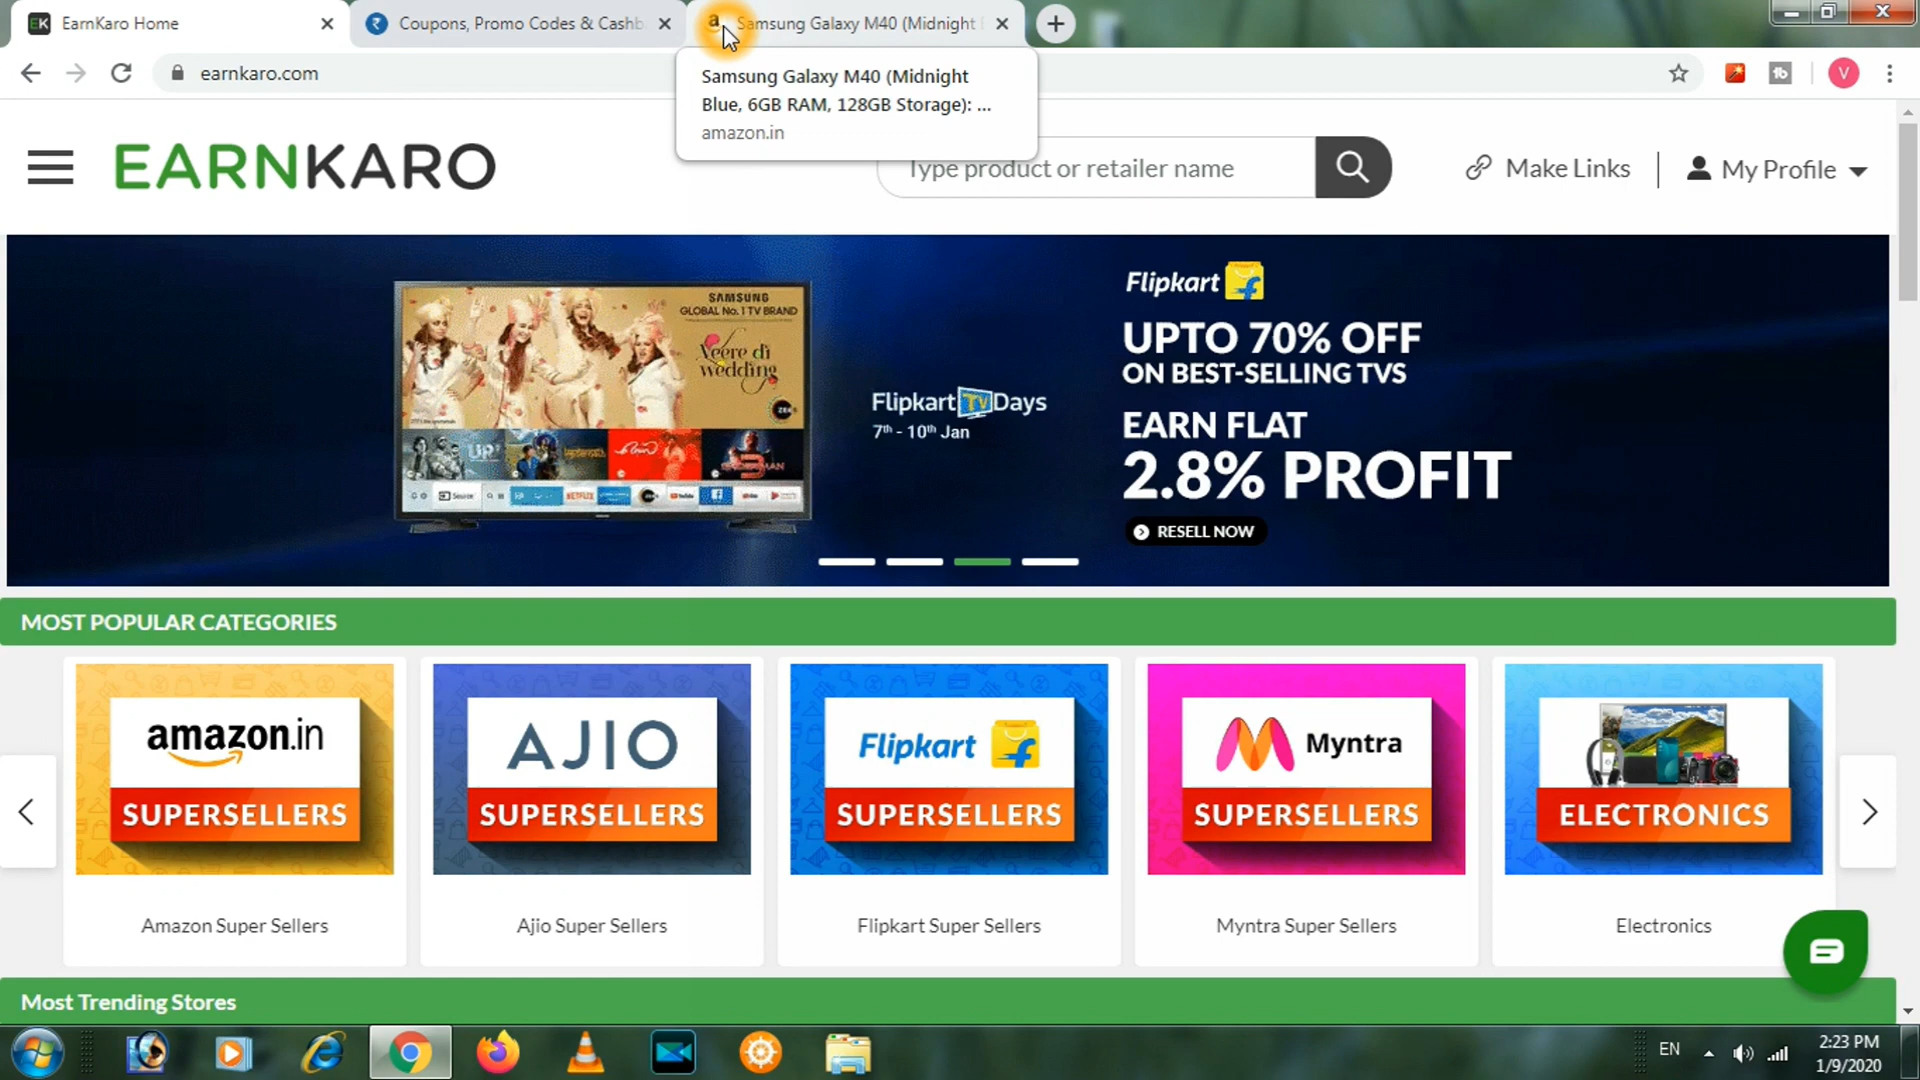 EK EarnKaro Home
Coupons, Promo Codes & Cashb
a Samsung Galaxy M40 (Midnight
earnkaro.com
V
Samsung Galaxy M40 (Midnight
Blue, 6GB RAM, 128GB Storage): ...
amazon.in
EARNKARO
Type product or retailer name
Make Links
My Profile
SAMSUNG
GLOBAL No.1 TV BRAND
Veere di
wedding
Source
NETFLIX
YouTube
Flipkart TV Days
7th - 10th Jan
Flipkart
UPTO 70% OFF
ON BEST-SELLING TVS
EARN FLAT
2.8% PROFIT
RESELL NOW
MOST POPULAR CATEGORIES
amazon.in
SUPERSELLERS
AJIO
SUPERSELLERS
Flipkart
SUPERSELLERS
Myntra
SUPERSELLERS
ELECTRONICS
Amazon Super Sellers
Ajio Super Sellers
Flipkart Super Sellers
Myntra Super Sellers
Electronics
Most Trending Stores
EN
2:23 PM
1/9/2020